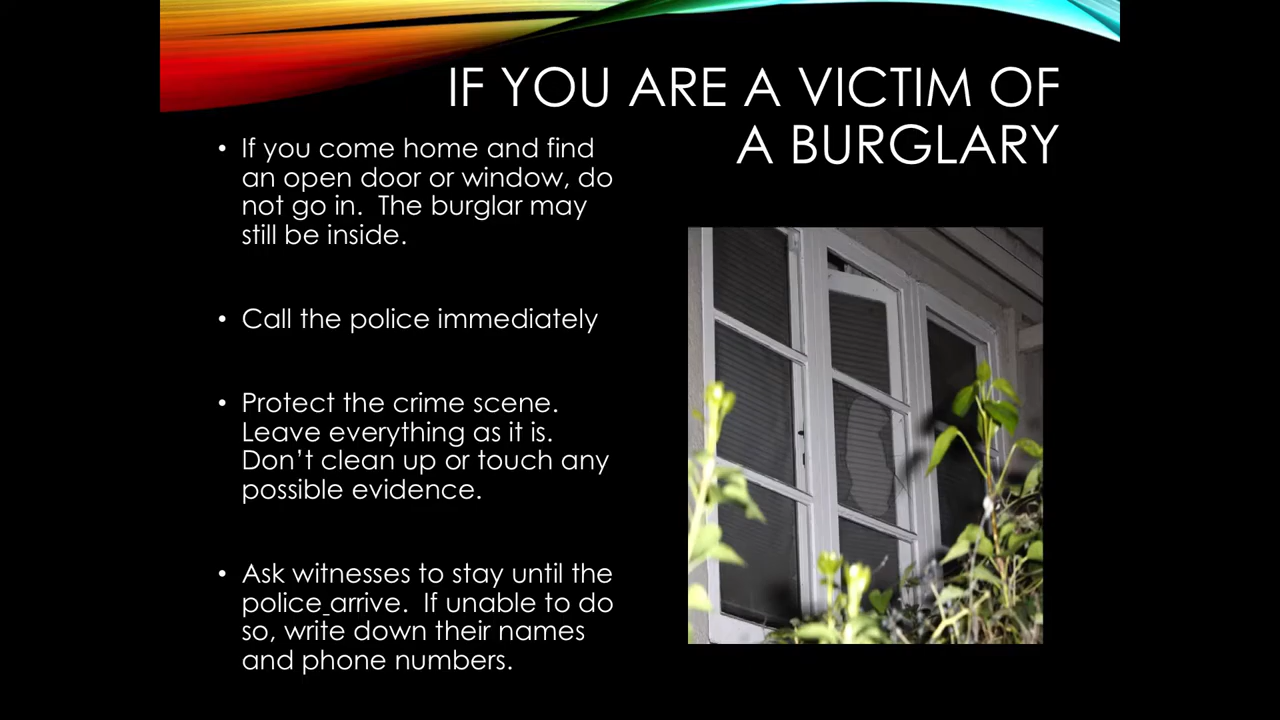 IF YOU ARE A VICTIM OF
A BURGLARY
• If you come home and find
an open door or window, do
not go in.  The burglar may
still be inside.
• Call the police immediately
• Protect the crime scene.
Leave everything as it is.
Don’t clean up or touch any
possible evidence.
• Ask witnesses to stay until the
police arrive.  If unable to do
so, write down their names
and phone numbers.